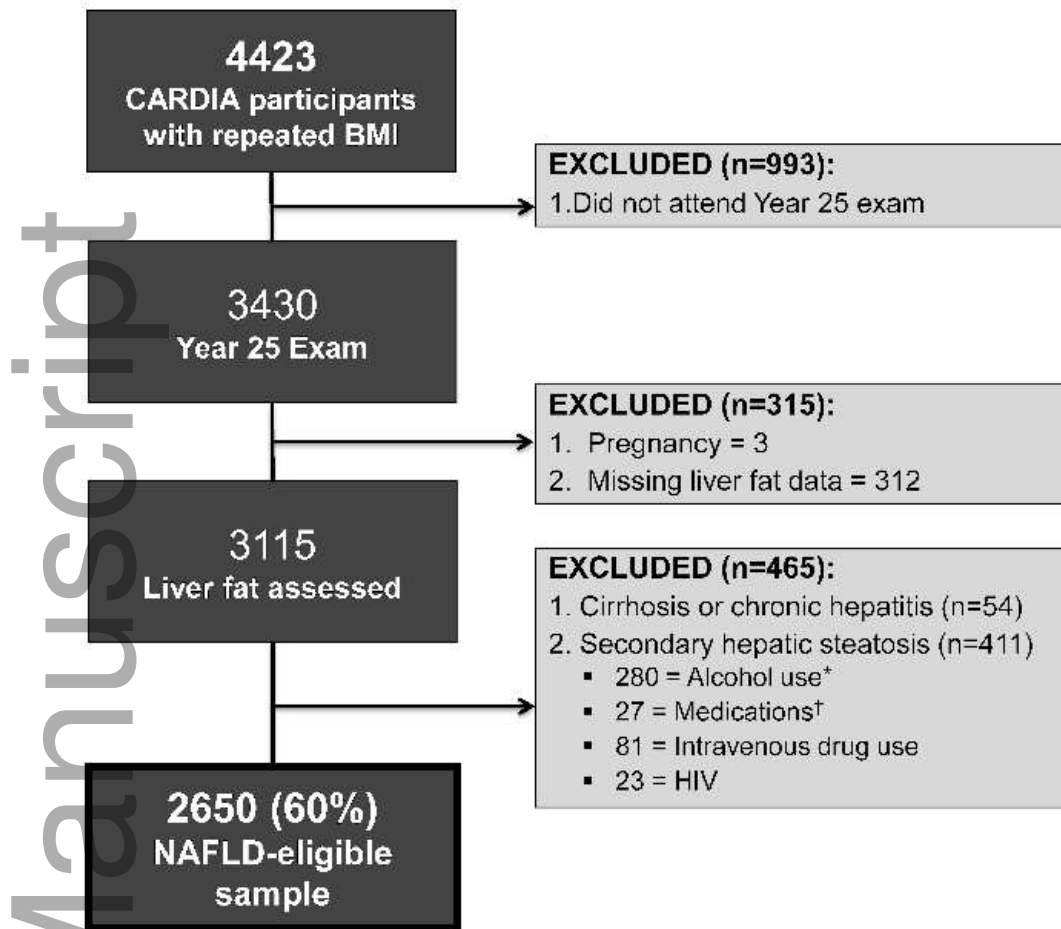 4423
CARDIA participants
with repeated BMI
EXCLUDED (n=993):
1.Did not attend Year 25 exam
3430
Year 25 Exam
EXCLUDED (n=315):
1. Pregnancy = 3
2. Missing liver fat data = 312
3115
Liver fat assessed
EXCLUDED (n=465):
1. Cirrhosis or chronic hepatitis (n=54)
2. Secondary hepatic steatosis (n=411)
▪ 280 = Alcohol use*
▪ 27 = Medications†
▪ 81 = Intravenous drug use
▪ 23 = HIV
2650 (60%)
NAFLD-eligible
sample
Manuscript